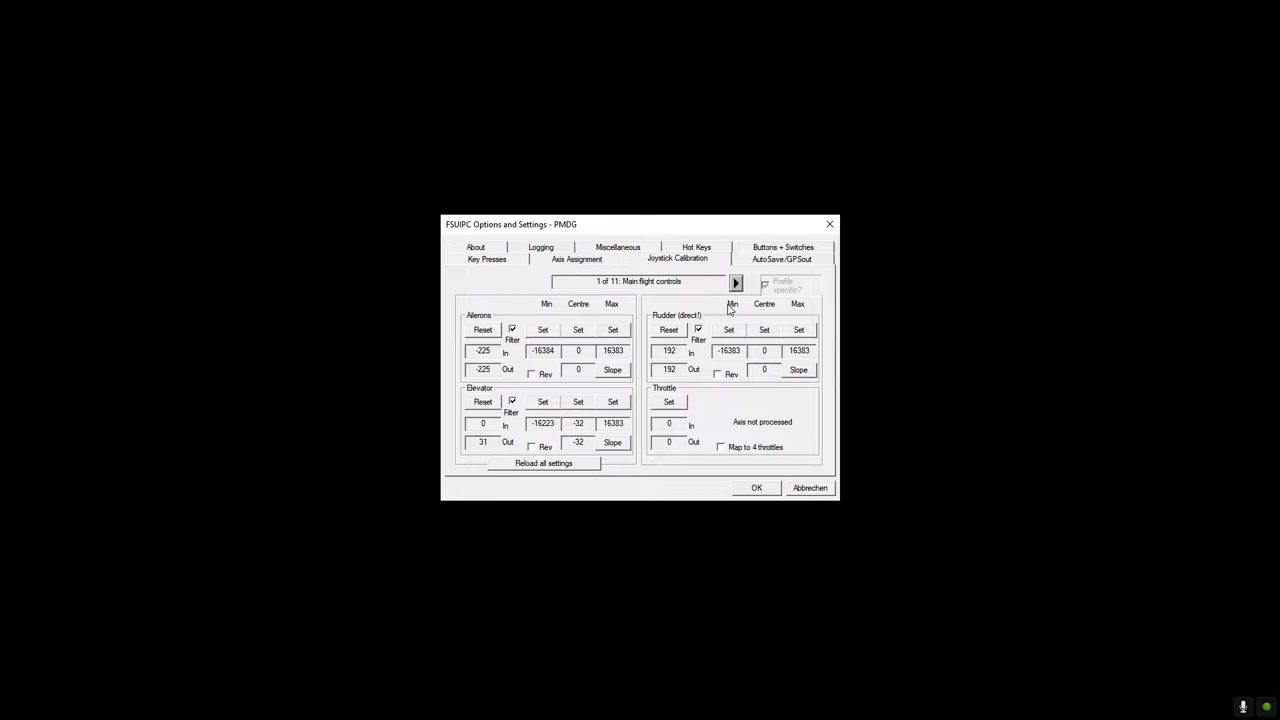 FSUIPC Options and Settings - PMDG
About Logging Miscellaneous Hot Keys Buttons + Switches
Key Presses Axis Assignment Joystick Calibration AutoSave/GPSout
1 of 11: Main flight controls
Profile specific?
Min Centre Max
Ailerons
Reset Set Set Set
Filter
-225 In -16384 0 16383
-225 Out Rev 0 Slope
Elevator
Reset Set Set Set
Filter
0 In -16223 -32 16383
31 Out Rev -32 Slope
Reload all settings
Min Centre Max
Rudder (direct!)
Reset Set Set Set
Filter
192 In -16383 0 16383
192 Out Rev 0 Slope
Throttle
Set
0 In Axis not processed
0 Out Map to 4 throttles
OK Abbrechen